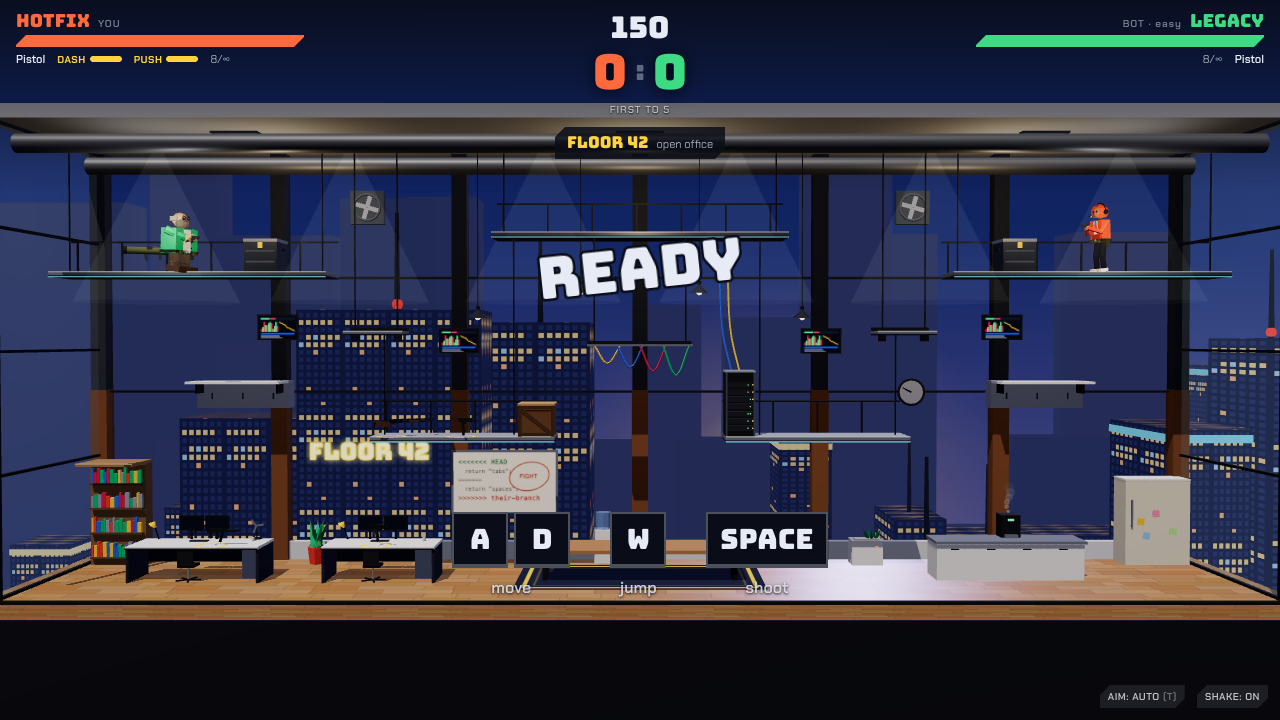 HOTFIX YOU
150
BOT · easy LEGACY
Pistol DASH PUSH 8/∞
0 : 0
8/∞ Pistol
FIRST TO 5
FLOOR 42 open office
READY
FLOOR 42
<<<<<<< HEAD
return "tabs";
=======
return "spaces";
>>>>>>> their-branch
FIGHT
A D W SPACE
move jump shoot
AIM: AUTO (T) SHAKE: ON